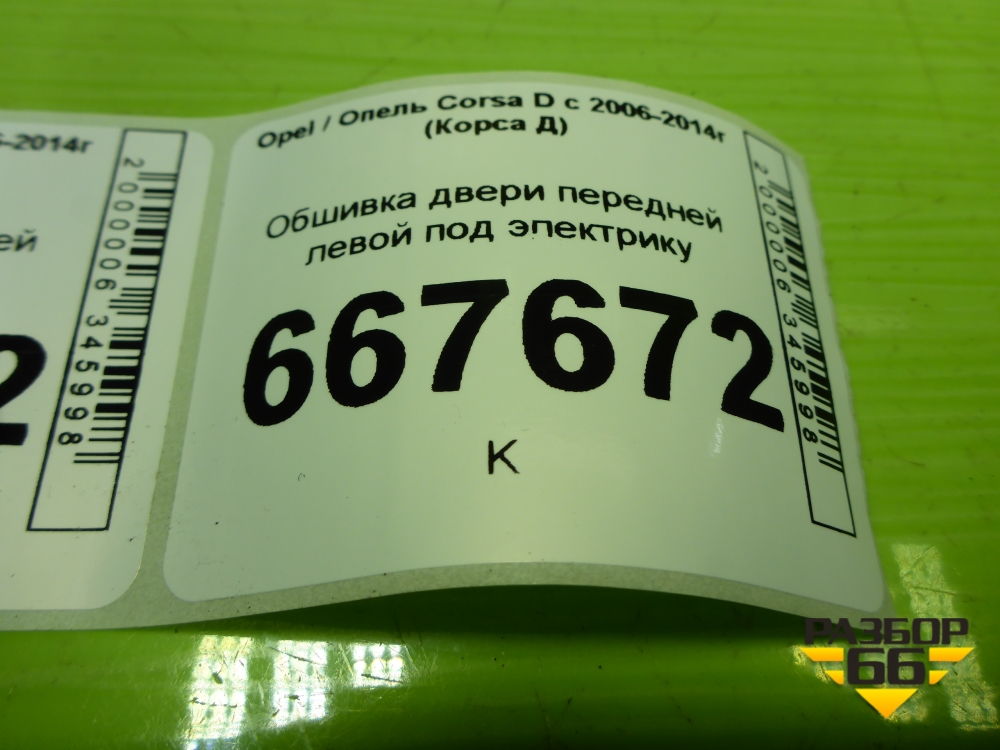 6-2014г
ей
2
2000006345998
Opel / Опель Corsa D с 2006-2014г
(Корса Д)
Обшивка двери передней
левой под электрику
667672
К
2000006345998
РАЗБОР
66